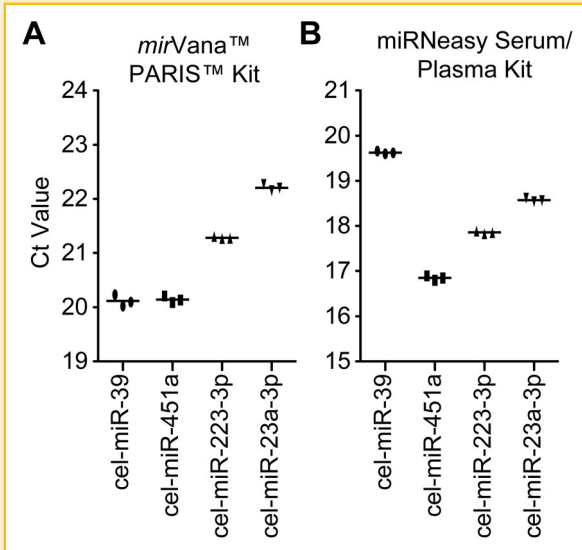 A
mirVana™
PARIS™ Kit
24
23
22
21
20
19
Ct Value
cel-miR-39
cel-miR-451a
cel-miR-223-3p
cel-miR-23a-3p
B
miRNeasy Serum/
Plasma Kit
21
20
19
18
17
16
15
cel-miR-39
cel-miR-451a
cel-miR-223-3p
cel-miR-23a-3p